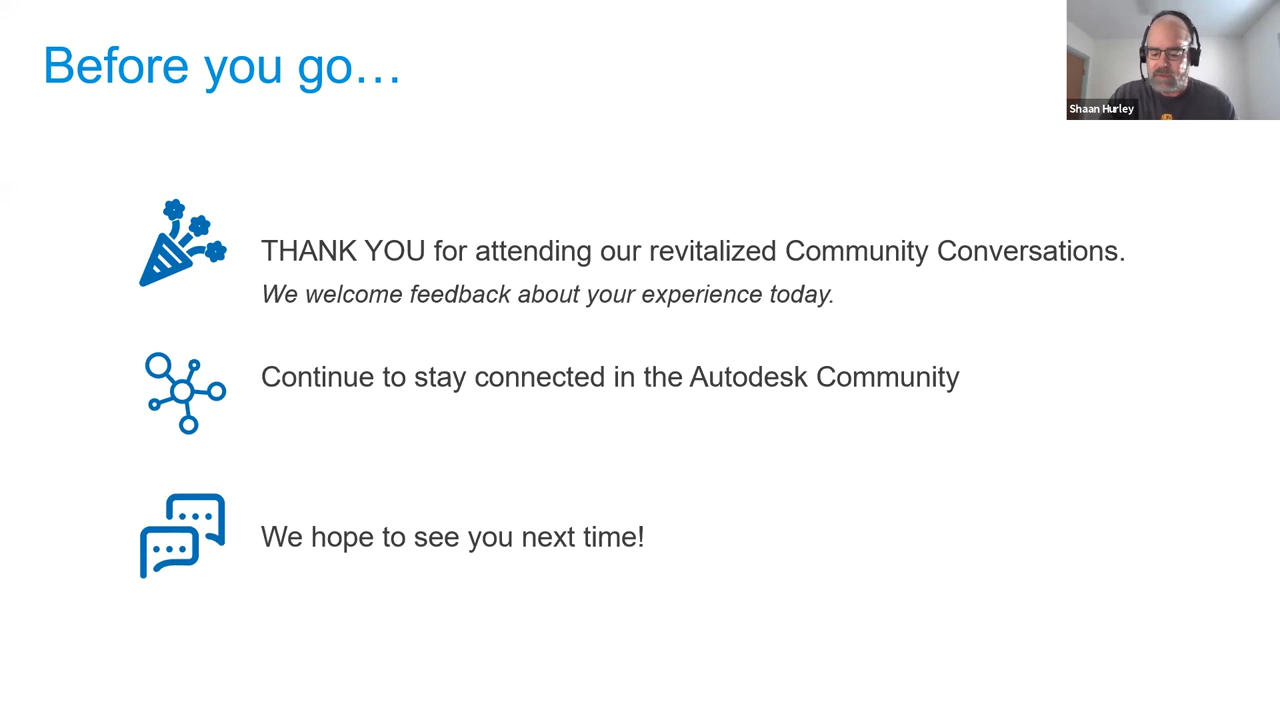 Before you go…
Shaan Hurley
THANK YOU for attending our revitalized Community Conversations.
We welcome feedback about your experience today.
Continue to stay connected in the Autodesk Community
We hope to see you next time!